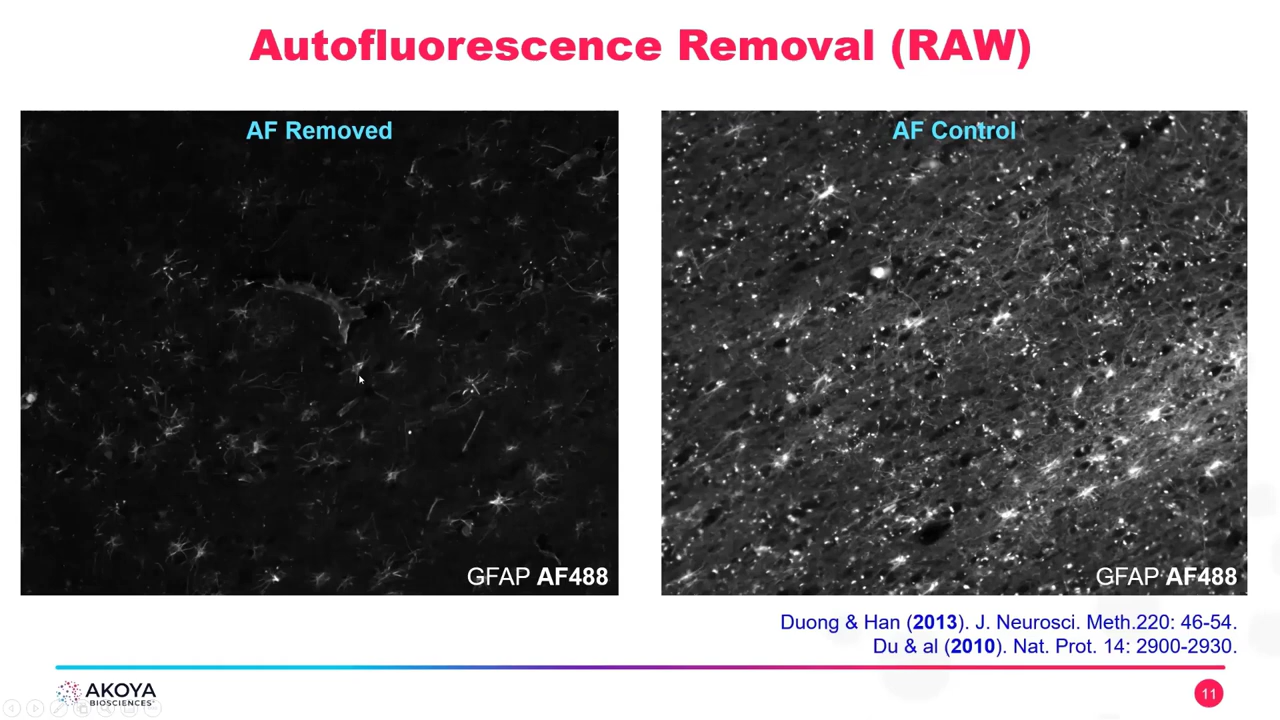 Autofluorescence Removal (RAW)
AF Removed
AF Control
GFAP AF488
GFAP AF488
Duong & Han (2013). J. Neurosci. Meth.220: 46-54.
Du & al (2010). Nat. Prot. 14: 2900-2930.
AKOYA
BIOSCIENCES
11